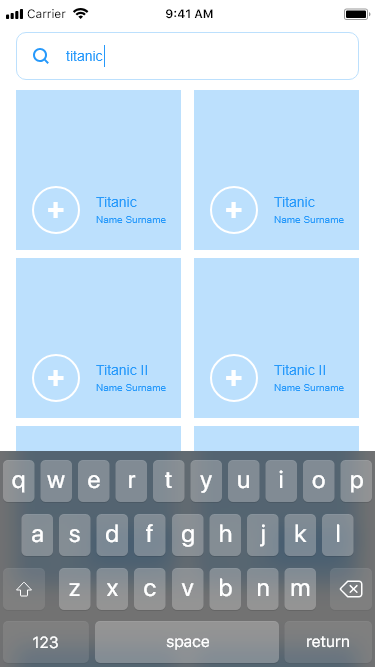 Carrier 9:41 AM
titanic
Titanic
Name Surname
Titanic
Name Surname
Titanic II
Name Surname
Titanic II
Name Surname
q w e r t y u i o p
a s d f g h j k l
z x c v b n m
123 space return